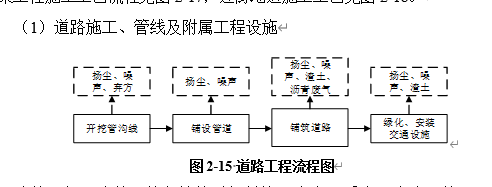 （1）道路施工、管线及附属工程设施
扬尘、噪
声、弃方
扬尘、噪声
扬尘、噪
声、渣土、
沥青废气
扬尘、噪
声、渣土
开挖管沟线
铺设管道
铺筑道路
绿化、安装
交通设施
图 2-15 道路工程流程图